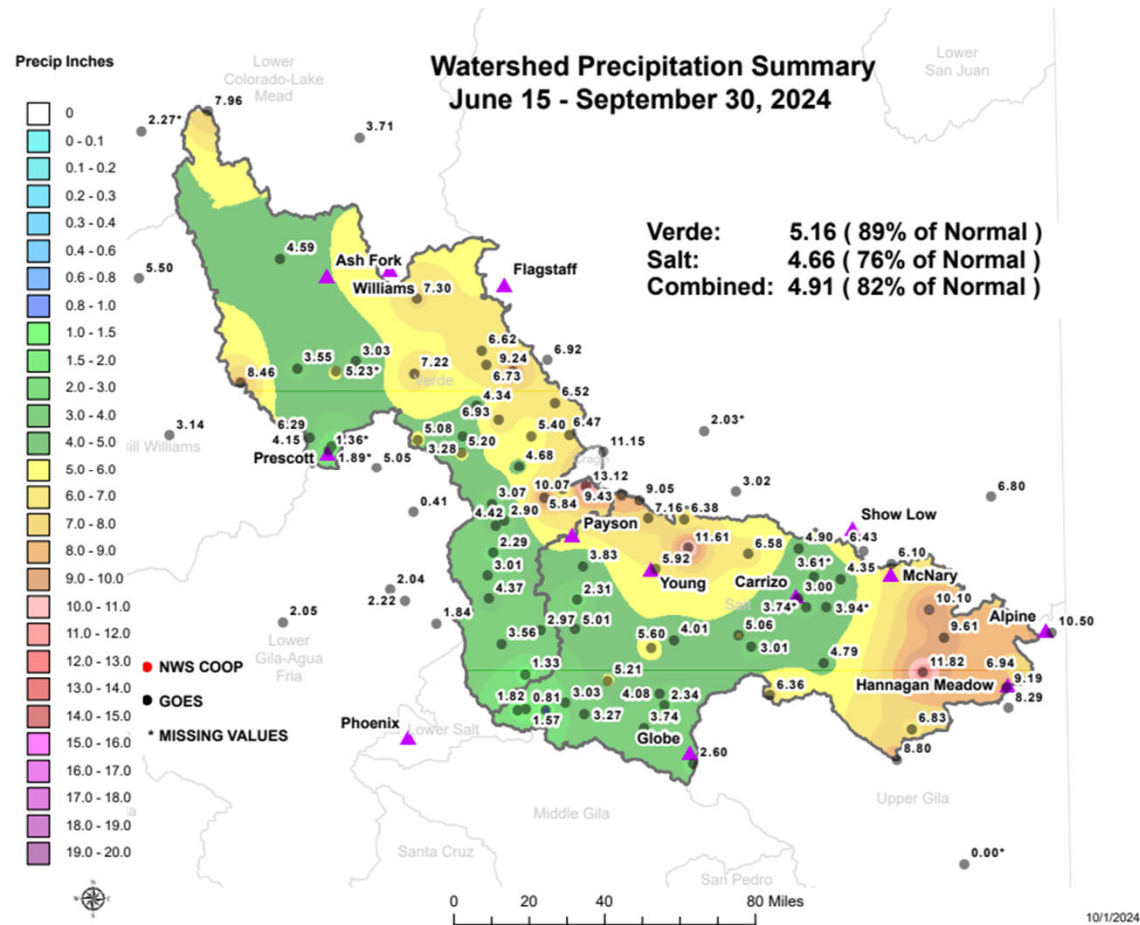 Watershed Precipitation Summary
June 15 - September 30, 2024
Verde: 5.16 ( 89% of Normal )
Salt: 4.66 ( 76% of Normal )
Combined: 4.91 ( 82% of Normal )
Precip Inches
0
0 - 0.1
0.1 - 0.2
0.2 - 0.3
0.3 - 0.4
0.4 - 0.6
0.6 - 0.8
0.8 - 1.0
1.0 - 1.5
1.5 - 2.0
2.0 - 3.0
3.0 - 4.0
4.0 - 5.0
5.0 - 6.0
6.0 - 7.0
7.0 - 8.0
8.0 - 9.0
9.0 - 10.0
10.0 - 11.0
11.0 - 12.0
12.0 - 13.0
13.0 - 14.0
14.0 - 15.0
15.0 - 16.0
16.0 - 17.0
17.0 - 18.0
18.0 - 19.0
19.0 - 20.0
NWS COOP
GOES
* MISSING VALUES
Lower
Colorado-Lake
Mead
Lower
San Juan
7.96
2.27*
3.71
4.59
5.50
Ash Fork
Williams
Flagstaff
7.30
3.55
3.03
5.23*
7.22
Verde
6.62
9.24
6.73
6.92
8.46
4.34
6.93
6.52
3.14
ill Williams
6.29
4.15
1.36*
1.89*
Prescott
5.05
5.08
3.28
5.20
5.40
6.47
2.03*
11.15
4.68
13.12
10.07
9.43
5.84
9.05
3.02
6.80
0.41
3.07
2.90
4.42
7.16*
6.38
Payson
Show Low
2.29
3.83
11.61
6.58
4.90
6.43
3.01
5.92
Young
Carrizo
3.61*
4.35
6.10
McNary
3.00
2.04
2.22
4.37
2.31
Salt
3.74*
3.94*
10.10
Alpine
10.50
2.05
1.84
2.97
5.01
3.56
5.60
4.01
5.06
3.01
9.61
Lower
Gila-Agua
Fria
4.79
11.82
6.94
1.33
5.21
Hannagan Meadow
9.19
8.29
1.82
0.81
1.57
3.03
4.08
2.34
6.36
3.27
3.74
6.83
Phoenix
Lower Salt
Globe
2.60
8.80
Middle Gila
Upper Gila
Santa Cruz
San Pedro
0.00*
0 20 40 80 Miles
10/1/2024